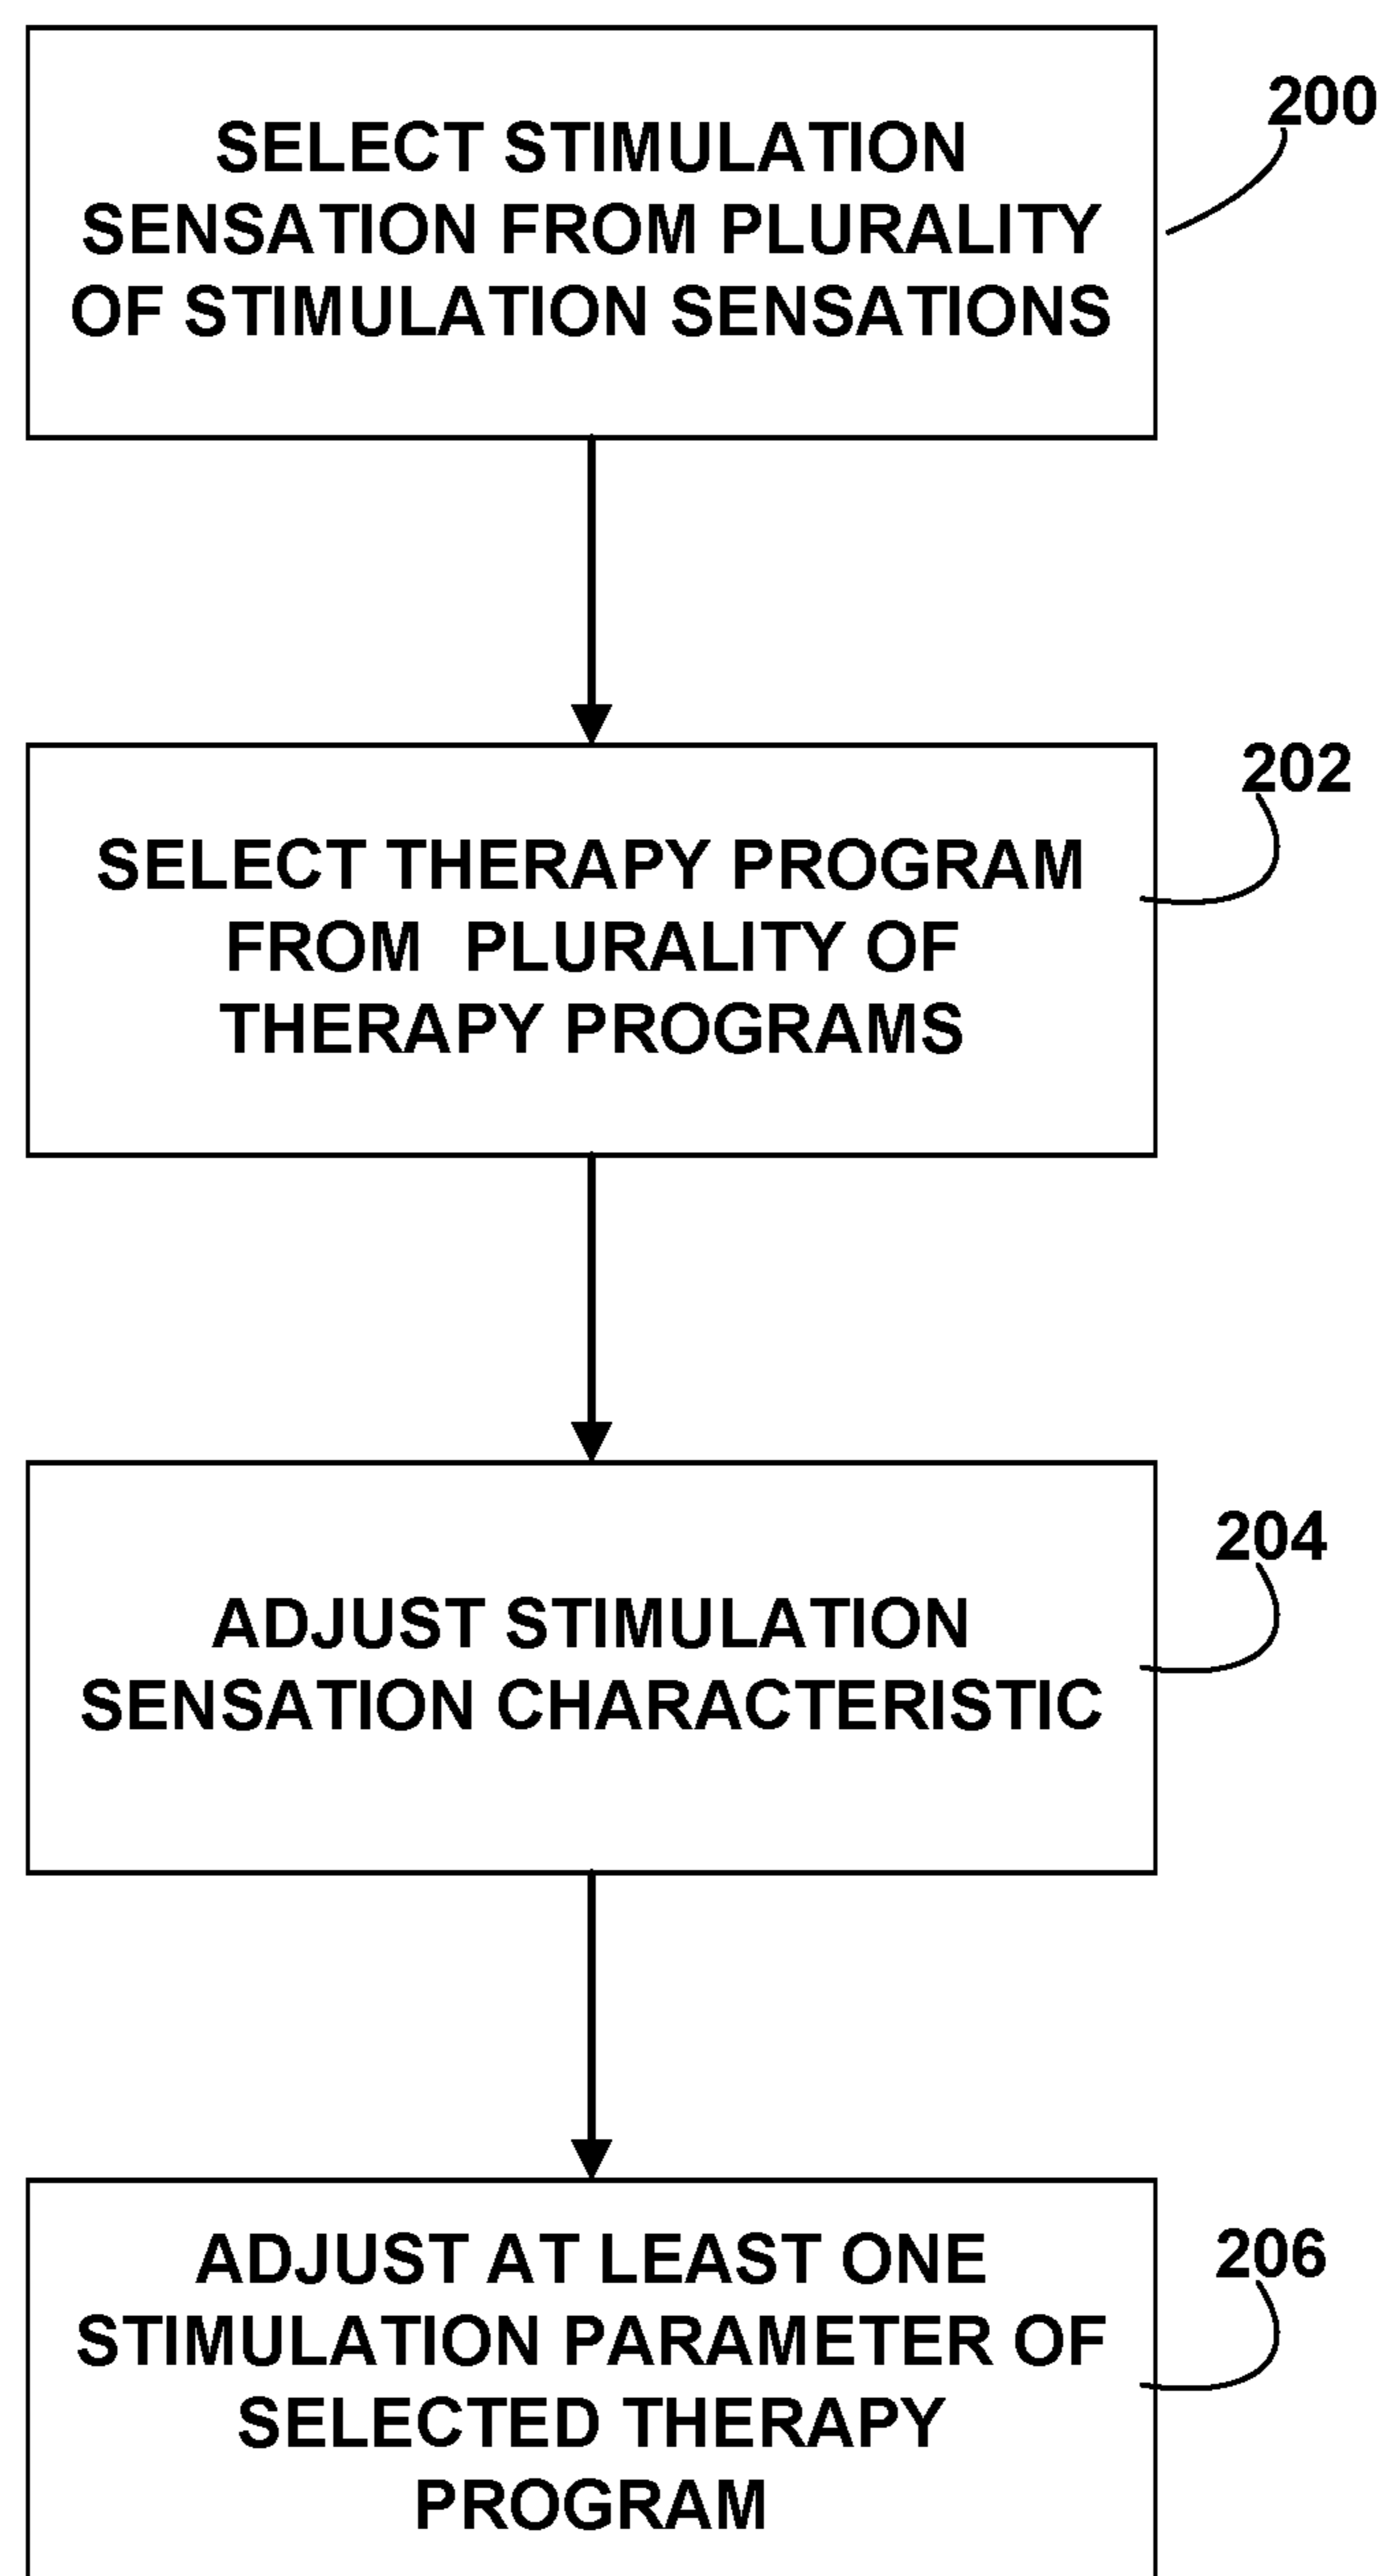 SELECT STIMULATION
SENSATION FROM PLURALITY
OF STIMULATION SENSATIONS
200
SELECT THERAPY PROGRAM
FROM PLURALITY OF
THERAPY PROGRAMS
202
ADJUST STIMULATION
SENSATION CHARACTERISTIC
204
ADJUST AT LEAST ONE
STIMULATION PARAMETER OF
SELECTED THERAPY
PROGRAM
206